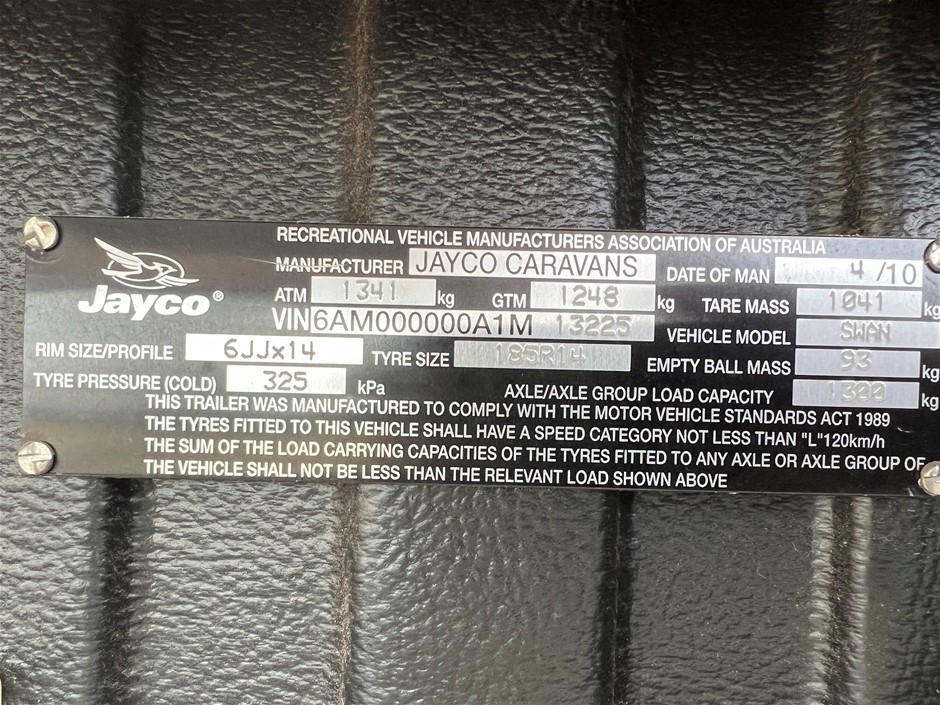 RECREATIONAL VEHICLE MANUFACTURERS ASSOCIATION OF AUSTRALIA
Jayco®
MANUFACTURER JAYCO CARAVANS DATE OF MAN 4 /10
ATM 1341 kg GTM 1248 kg TARE MASS 1041 kg
VIN 6AM000000A1M 13225 VEHICLE MODEL SWAN
RIM SIZE/PROFILE 6JJx14 TYRE SIZE 185R14 EMPTY BALL MASS 93 kg
TYRE PRESSURE (COLD) 325 kPa AXLE/AXLE GROUP LOAD CAPACITY 1300 kg
THIS TRAILER WAS MANUFACTURED TO COMPLY WITH THE MOTOR VEHICLE STANDARDS ACT 1989
THE TYRES FITTED TO THIS VEHICLE SHALL HAVE A SPEED CATEGORY NOT LESS THAN "L"120km/h
THE SUM OF THE LOAD CARRYING CAPACITIES OF THE TYRES FITTED TO ANY AXLE OR AXLE GROUP OF
THE VEHICLE SHALL NOT BE LESS THAN THE RELEVANT LOAD SHOWN ABOVE